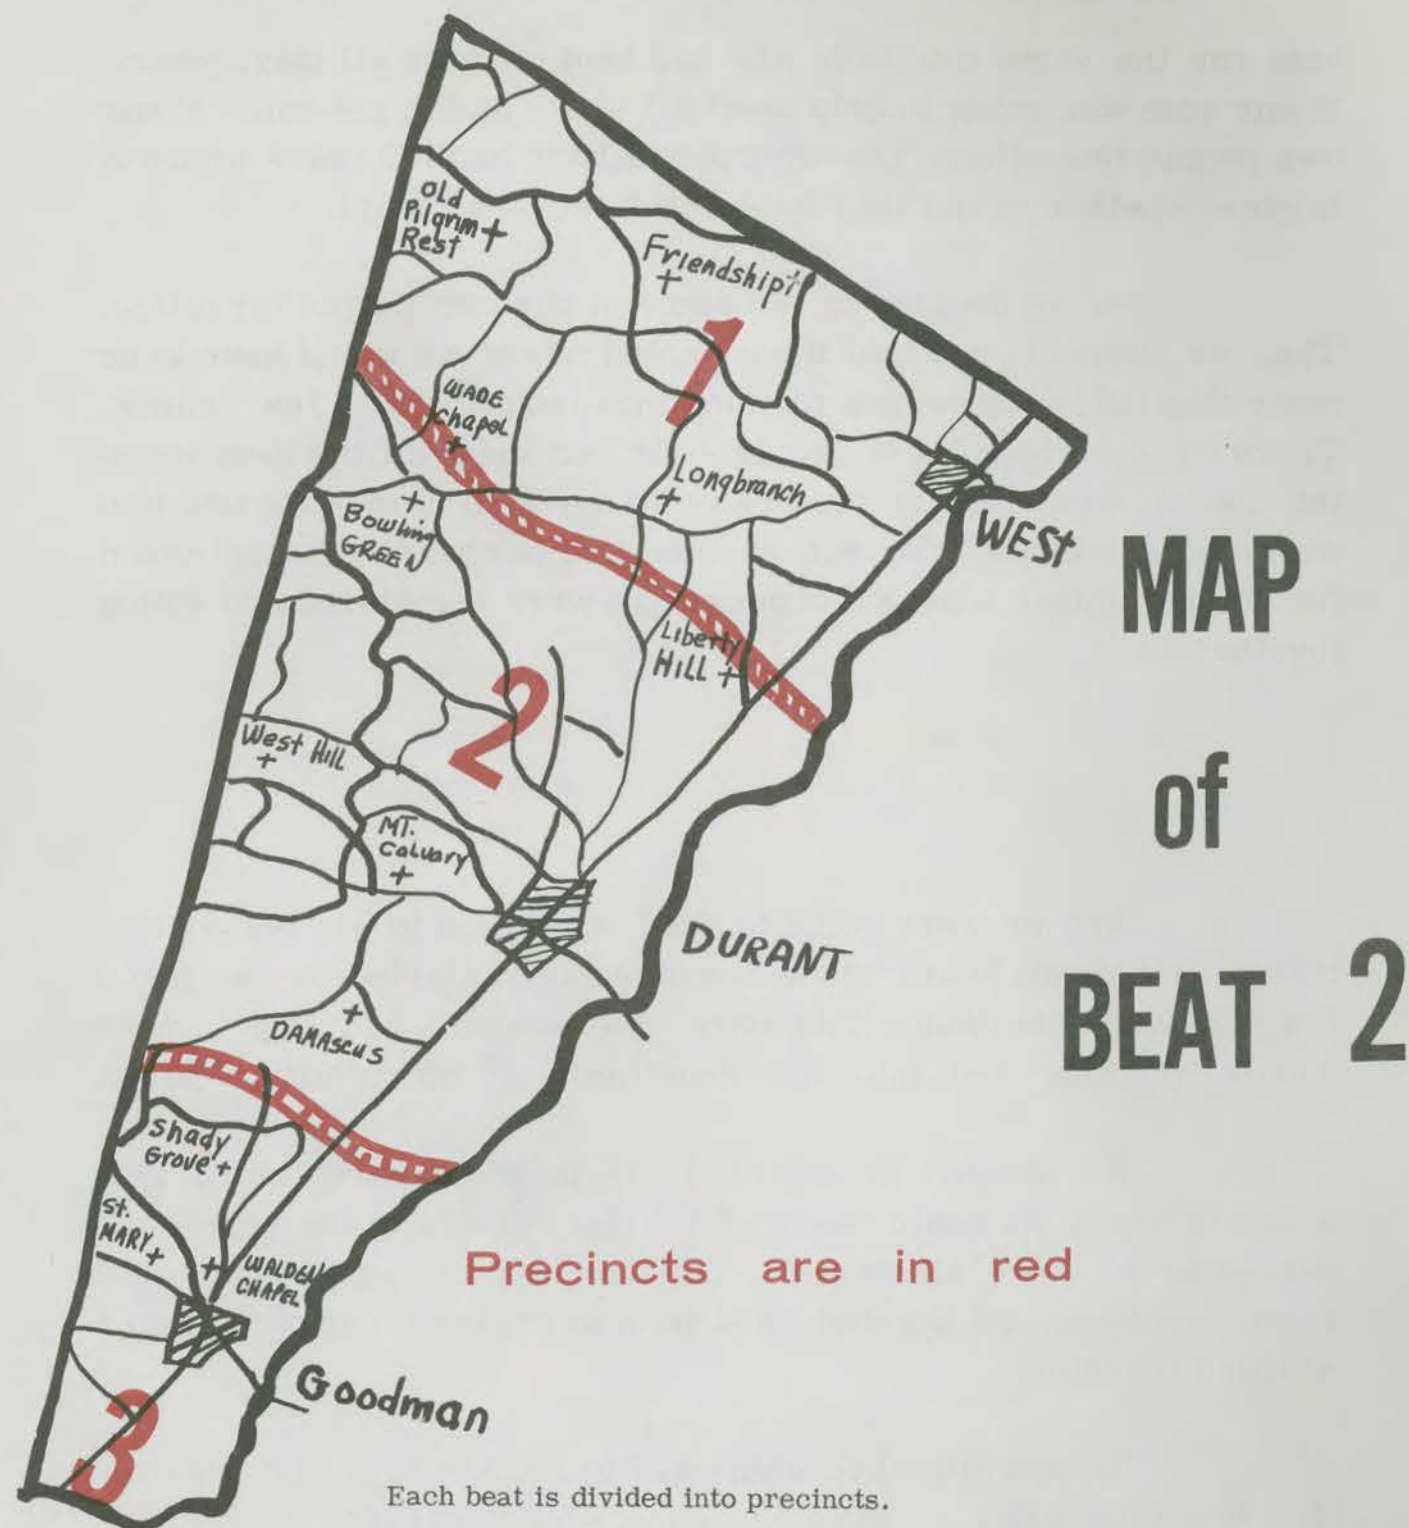 OLd
Pilgrim
Rest
Friendship
1
WADE
Chapel
Longbranch
Bowling
GREEN
WEST
MAP
of
BEAT 2
Liberty
HILL
2
West Hill
MT.
Calvary
DURANT
DAMAscus
Shady
Grove
St.
MARY
WALDEN
CHAPEL
Precincts are in red
Goodman
3
Each beat is divided into precincts.